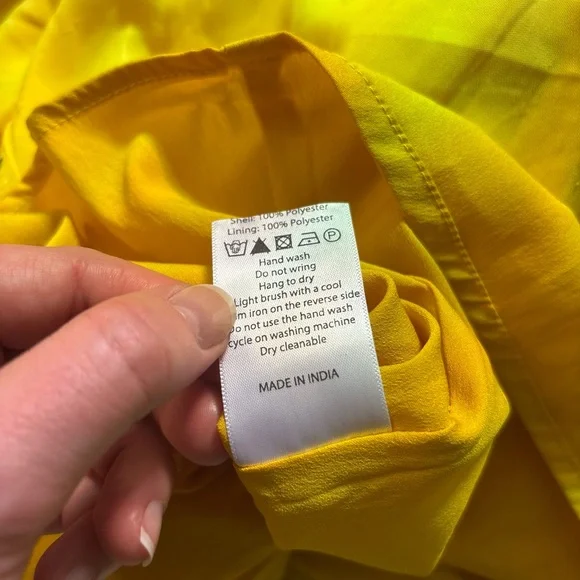 Shell: 100% Polyester
Lining: 100% Polyester
P
Hand wash
Do not wring
Hang to dry
Light brush with a cool
iron on the reverse side
Do not use the hand wash
cycle on washing machine
Dry cleanable
MADE IN INDIA